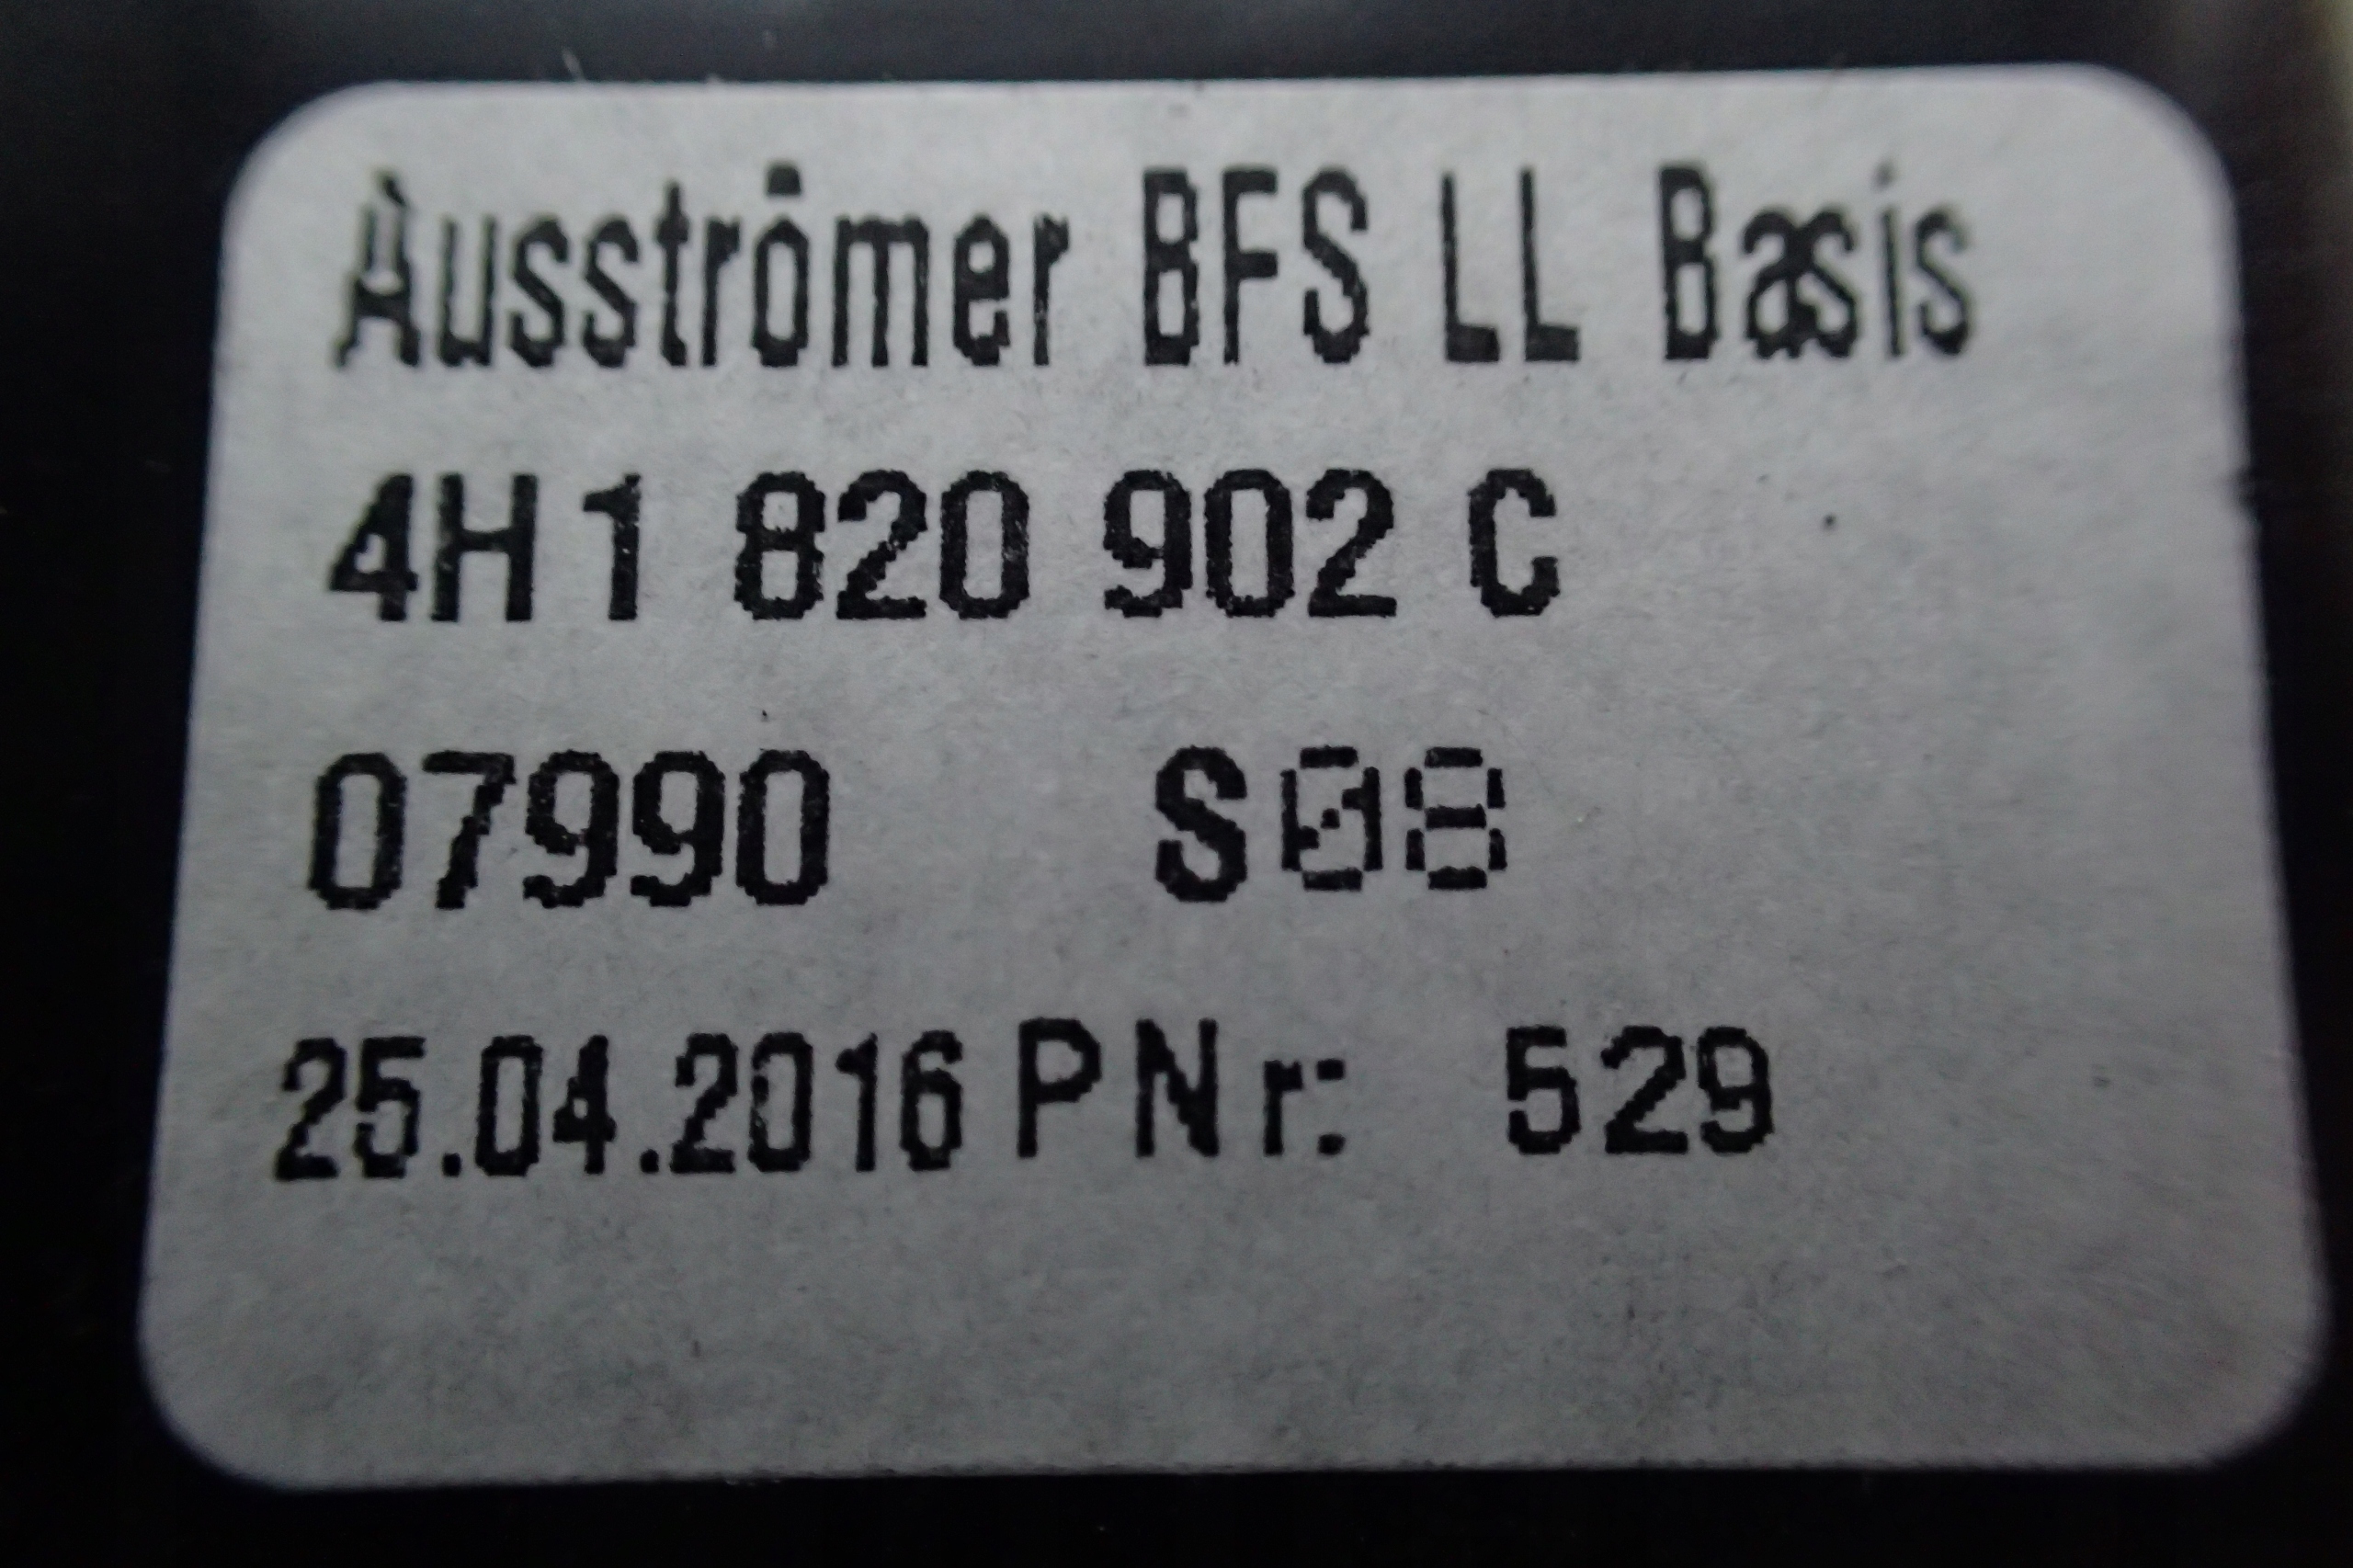 Ausströmer BFS LL Basis
4H1 820 902 C
07990 S08
25.04.2016 PNr: 529